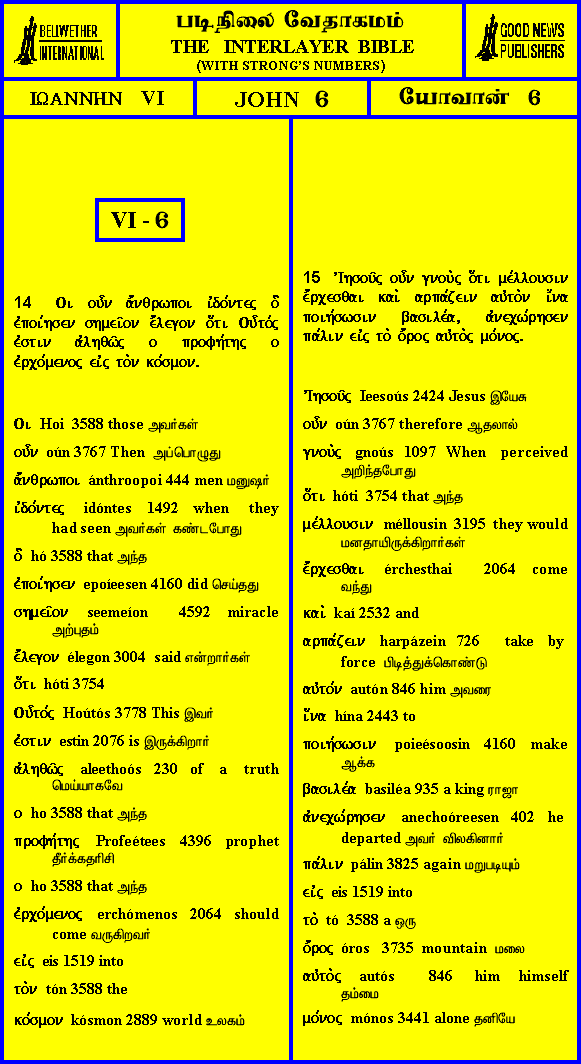 BELLWETHER
INTERNATIONAL
படிநிலை வேதாகமம்
THE INTERLAYER BIBLE
(WITH STRONG'S NUMBERS)
GOOD NEWS
PUBLISHERS
ΙΩΑΝΝΗΝ VI
JOHN 6
யோவான் 6
VI - 6
14 Οι οὖν ἄνθρωποι ἰδόντες ὃ
ἐποίησεν σημεῖον ἔλεγον ὅτι Οὗτός
ἐστιν ἀληθῶς ο προφήτης ο
ἐρχόμενος εἰς τὸν κόσμον.
Οι Hoi 3588 those அவர்கள்
οὖν oún 3767 Then அப்பொழுது
ἄνθρωποι ánthroopoi 444 men மனுஷர்
ἰδόντες idóntes 1492 when they
had seen அவர்கள் கண்டபோது
ὃ hó 3588 that அந்த
ἐποίησεν epoíeesen 4160 did செய்தது
σημεῖον seemeíon 4592 miracle
அற்புதம்
ἔλεγον élegon 3004 said என்றார்கள்
ὅτι hóti 3754
Οὗτός Hoútós 3778 This இவர்
ἐστιν estin 2076 is இருக்கிறார்
ἀληθῶς aleethoós 230 of a truth
மெய்யாகவே
ο ho 3588 that அந்த
προφήτης Profeétees 4396 prophet
தீர்க்கதரிசி
ο ho 3588 that அந்த
ἐρχόμενος erchómenos 2064 should
come வருகிறவர்
εἰς eis 1519 into
τὸν tón 3588 the
κόσμον kósmon 2889 world உலகம்
15 Ἰησοῦς οὖν γνοὺς ὅτι μέλλουσιν
ἔρχεσθαι καὶ αρπάζειν αυτὸν ἵνα
ποιήσωσιν βασιλέα, ἀνεχώρησεν
πάλιν εἰς τὸ ὄρος αυτὸς μόνος.
Ἰησοῦς Ieesoús 2424 Jesus இயேசு
οὖν oún 3767 therefore ஆதலால்
γνοὺς gnoús 1097 When perceived
அறிந்தபோது
ὅτι hóti 3754 that அந்த
μέλλουσιν méllousin 3195 they would
மனதாயிருக்கிறார்கள்
ἔρχεσθαι érchesthai 2064 come
வந்து
καὶ kaí 2532 and
αρπάζειν harpázein 726 take by
force பிடித்துக்கொண்டு
αὐτόν autón 846 him அவரை
ἵνα hína 2443 to
ποιήσωσιν poieésoosin 4160 make
ஆக்க
βασιλέα basiléa 935 a king ராஜா
ἀνεχώρησεν anechoóreesen 402 he
departed அவர் விலகினார்
πάλιν pálin 3825 again மறுபடியும்
εἰς eis 1519 into
τὸ tó 3588 a ஒரு
ὄρος óros 3735 mountain மலை
αὐτὸς autós 846 him himself
தம்மை
μόνος mónos 3441 alone தனியே